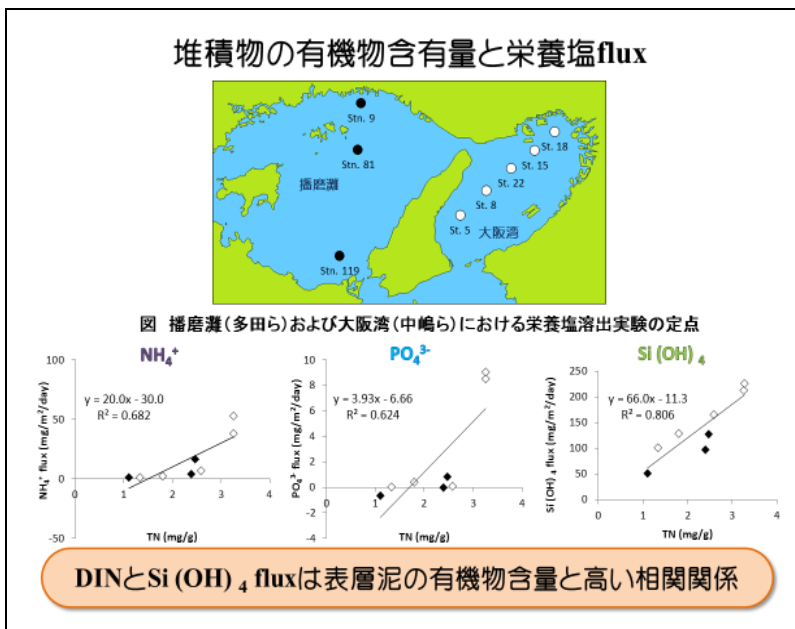 堆積物の有機物含有量と栄養塩flux
Stn. 9
St. 18
Stn. 81
St. 15
播磨灘
St. 22
St. 8
St. 5
大阪湾
Stn. 119
図 播磨灘(多田ら)および大阪湾(中嶋ら)における栄養塩溶出実験の定点
NH₄⁺
100
50
0
-50
0 1 2 3 4
y = 20.0x - 30.0
R² = 0.682
NH₄⁺ flux (mg/m²/day)
TN (mg/g)
PO₄³⁻
10
8
6
4
2
0
-2
-4
0 1 2 3 4
y = 3.93x - 6.66
R² = 0.624
PO₄³⁻ flux (mg/m²/day)
TN (mg/g)
Si (OH) ₄
250
200
150
100
50
0
0 1 2 3 4
y = 66.0x - 11.3
R² = 0.806
Si (OH) ₄ flux (mg/m²/day)
TN (mg/g)
DINとSi (OH) ₄ fluxは表層泥の有機物含量と高い相関関係